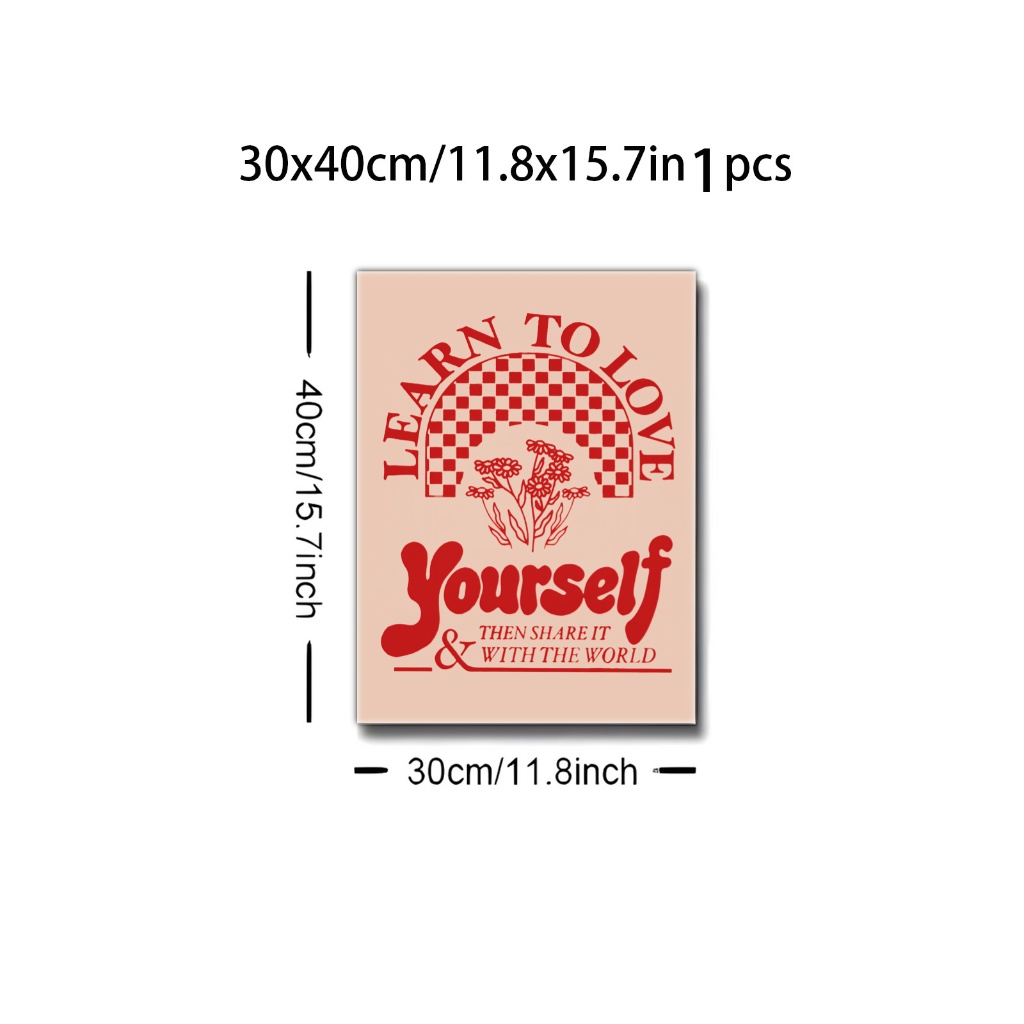 30x40cm/11.8x15.7in 1 pcs
40cm/15.7inch
LEARN TO LOVE
Yourself
& THEN SHARE IT
WITH THE WORLD
30cm/11.8inch